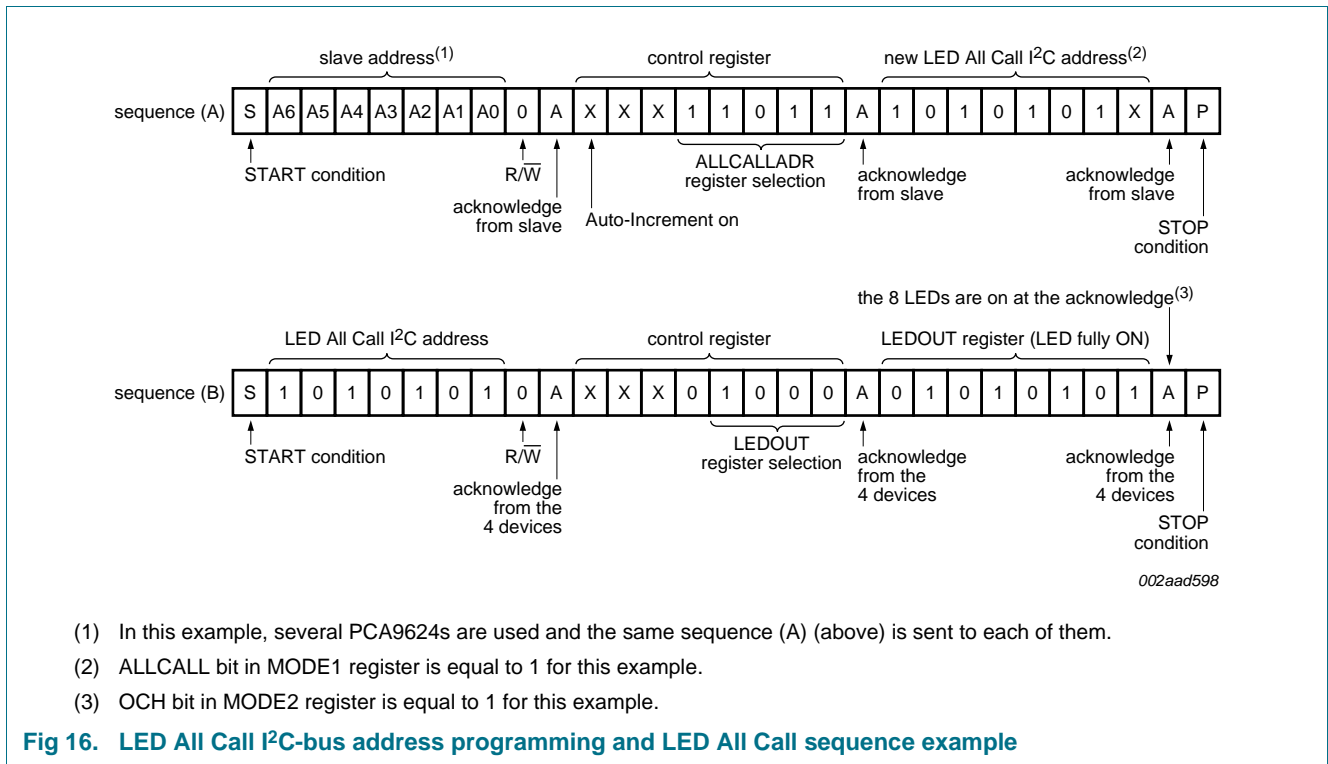 slave address(1)
control register
new LED All Call I2C address(2)
sequence (A) S A6 A5 A4 A3 A2 A1 A0 0 A X X X 1 1 0 1 1 A 1 0 1 0 1 0 1 X A P
START condition
R/W̅
acknowledge
from slave
Auto-Increment on
ALLCALLADR
register selection
acknowledge
from slave
acknowledge
from slave
STOP
condition
the 8 LEDs are on at the acknowledge(3)
LED All Call I2C address
control register
LEDOUT register (LED fully ON)
sequence (B) S 1 0 1 0 1 0 1 0 A X X X 0 1 0 0 0 A 0 1 0 1 0 1 0 1 A P
START condition
R/W̅
acknowledge
from the
4 devices
LEDOUT
register selection
acknowledge
from the
4 devices
acknowledge
from the
4 devices
STOP
condition
002aad598
(1) In this example, several PCA9624s are used and the same sequence (A) (above) is sent to each of them.
(2) ALLCALL bit in MODE1 register is equal to 1 for this example.
(3) OCH bit in MODE2 register is equal to 1 for this example.
Fig 16. LED All Call I2C-bus address programming and LED All Call sequence example